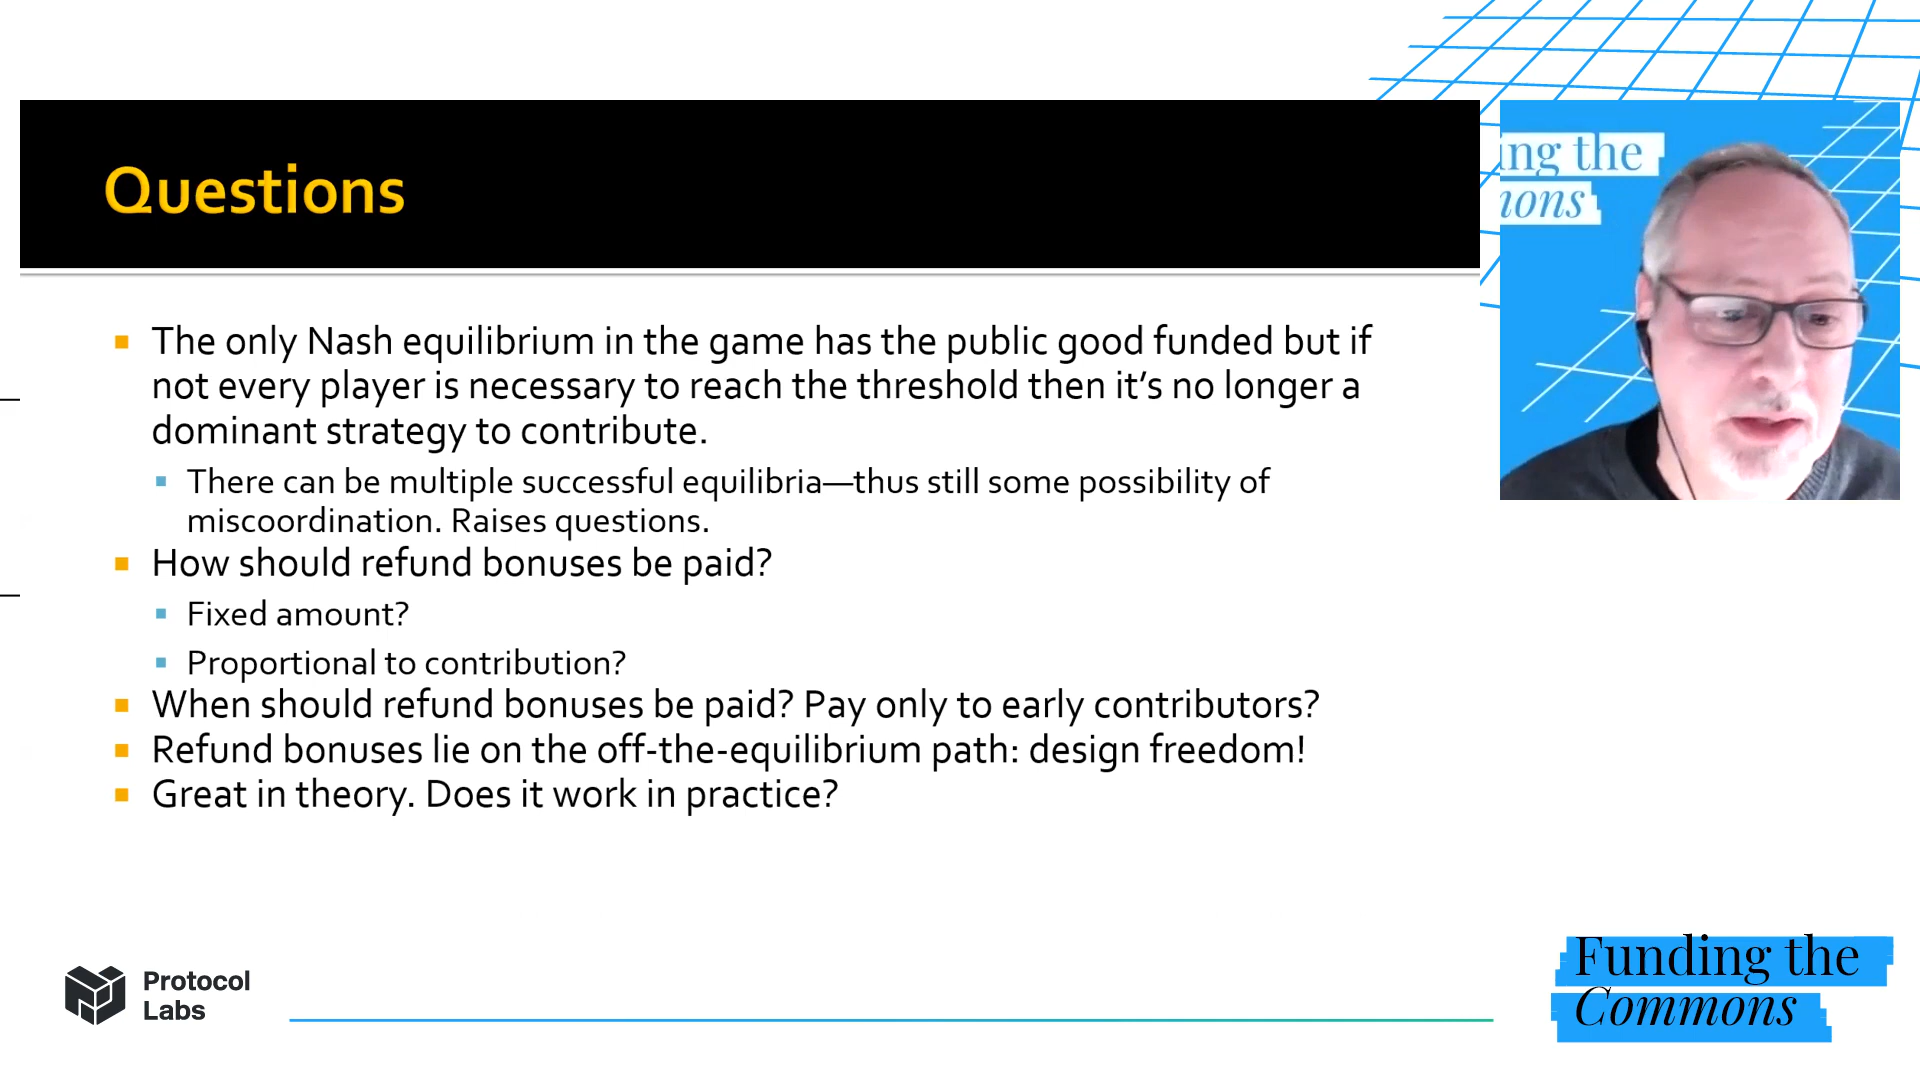 Questions
The only Nash equilibrium in the game has the public good funded but if
not every player is necessary to reach the threshold then it’s no longer a
dominant strategy to contribute.
There can be multiple successful equilibria—thus still some possibility of
miscoordination. Raises questions.
How should refund bonuses be paid?
Fixed amount?
Proportional to contribution?
When should refund bonuses be paid? Pay only to early contributors?
Refund bonuses lie on the off-the-equilibrium path: design freedom!
Great in theory. Does it work in practice?
ing the
mons
Protocol
Labs
Funding the
Commons